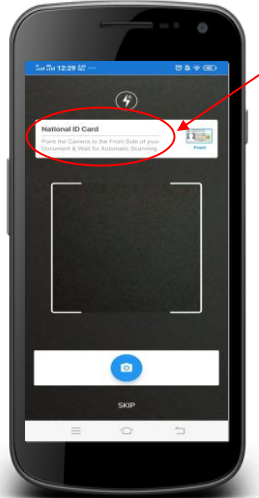 12:29
National ID Card
Point the Camera to the Front Side of your
Document & Wait for Automatic Scanning
Front
SKIP